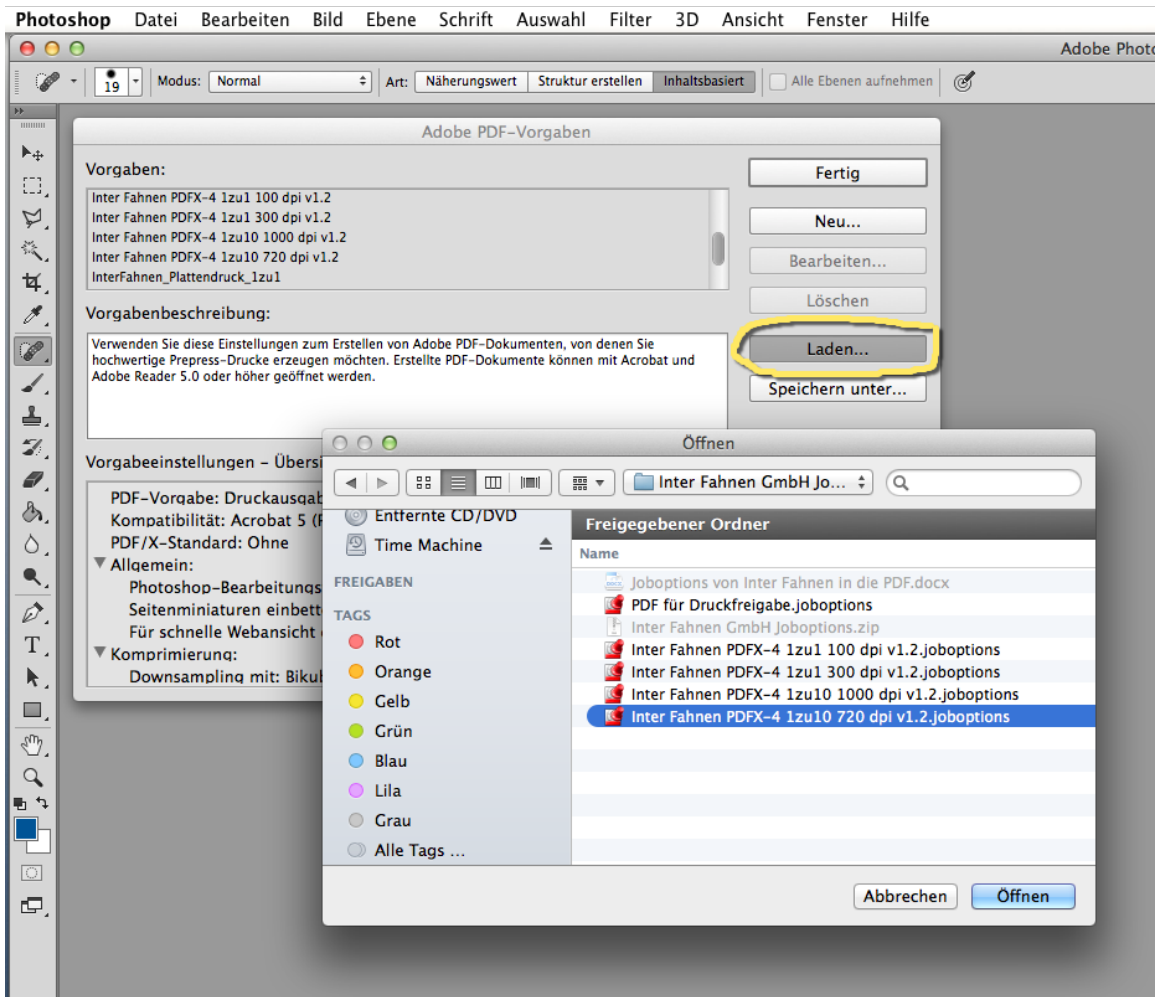 Photoshop Datei Bearbeiten Bild Ebene Schrift Auswahl Filter 3D Ansicht Fenster Hilfe
Adobe Photo
19 Modus: Normal Art: Näherungswert Struktur erstellen Inhaltsbasiert Alle Ebenen aufnehmen
Adobe PDF-Vorgaben
Vorgaben:
Inter Fahnen PDFX-4 1zu1 100 dpi v1.2
Inter Fahnen PDFX-4 1zu1 300 dpi v1.2
Inter Fahnen PDFX-4 1zu10 1000 dpi v1.2
Inter Fahnen PDFX-4 1zu10 720 dpi v1.2
InterFahnen_Plattendruck_1zu1
Fertig
Neu...
Bearbeiten...
Löschen
Laden...
Speichern unter...
Vorgabenbeschreibung:
Verwenden Sie diese Einstellungen zum Erstellen von Adobe PDF-Dokumenten, von denen Sie
hochwertige Prepress-Drucke erzeugen möchten. Erstellte PDF-Dokumente können mit Acrobat und
Adobe Reader 5.0 oder höher geöffnet werden.
Vorgabeeinstellungen – Übersi
PDF-Vorgabe: Druckausgab
Kompatibilität: Acrobat 5 (P
PDF/X-Standard: Ohne
Allgemein:
Photoshop-Bearbeitungs
Seitenminiaturen einbett
Für schnelle Webansicht
Komprimierung:
Downsampling mit: Bikub
Öffnen
Inter Fahnen GmbH Jo...
Entfernte CD/DVD
Time Machine
FREIGABEN
TAGS
Rot
Orange
Gelb
Grün
Blau
Lila
Grau
Alle Tags ...
Freigegebener Ordner
Name
Joboptions von Inter Fahnen in die PDF.docx
PDF für Druckfreigabe.joboptions
Inter Fahnen GmbH Joboptions.zip
Inter Fahnen PDFX-4 1zu1 100 dpi v1.2.joboptions
Inter Fahnen PDFX-4 1zu1 300 dpi v1.2.joboptions
Inter Fahnen PDFX-4 1zu10 1000 dpi v1.2.joboptions
Inter Fahnen PDFX-4 1zu10 720 dpi v1.2.joboptions
Abbrechen Öffnen